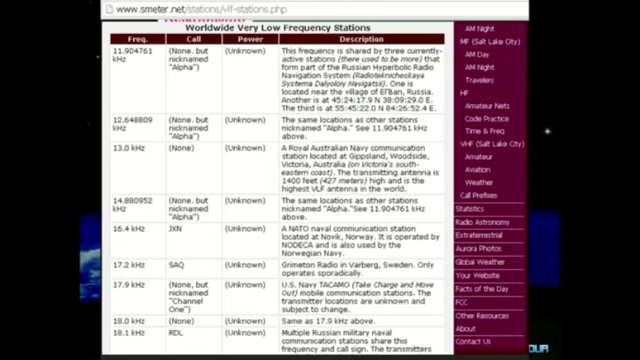 www.smeter.net/stations/vlf-stations.php
Worldwide Very Low Frequency Stations
Freq. Call Power Description
11.904761 kHz (None, but nicknamed "Alpha") (Unknown) This frequency is shared by three currently-
active stations (there used to be more) that
form part of the Russian Hyperbolic Radio
Navigation System (Radioteknicheskaya
Systema Dalyoloiy Navigatsii). One is
located near the village of El'Ban, Russia.
Another is at 45:24:17.9 N 38:09:29.0 E.
The third is at 55:45:22.0 N 84:26:52.4 E.
12.648809 kHz (None, but nicknamed "Alpha") (Unknown) The same locations as other stations
nicknamed "Alpha." See 11.904761 kHz
above.
13.0 kHz (None) (Unknown) A Royal Australian Navy communication
station located at Gippsland, Woodside,
Victoria, Australia (on Victoria's south-
eastern coast). The transmitting antenna is
1400 feet (427 meters) high and is the
highest VLF antenna in the world.
14.880952 kHz (None, but nicknamed "Alpha") (Unknown) The same locations as other stations
nicknamed "Alpha."See 11.904761 kHz
above.
16.4 kHz JXN (Unknown) A NATO naval communication station
located at Novik, Norway. It is operated by
NODECA and is also used by the
Norwegian Navy.
17.2 kHz SAQ (Unknown) Grimeton Radio in Varberg, Sweden. Only
operates sporadically.
17.9 kHz (None, but nicknamed "Channel One") (Unknown) U.S. Navy TACAMO (Take Charge and Move
Out) mobile communication stations. The
transmitter locations are unknown and
subject to change.
18.0 kHz (None) (Unknown) Same as 17.9 kHz above.
18.1 kHz RDL (Unknown) Multiple Russian military naval
communication stations share this
frequency and call sign. The transmitters
AM Night
MF (Salt Lake City)
AM Day
AM Night
Travelers
HF
Amateur Nets
Code Practice
Time & Freq
VHF (Salt Lake City)
Amateur
Aviation
Weather
Call Prefixes
Statistics
Radio Astronomy
Extraterrestrial
Aurora Photos
Global Weather
Your Website
Facts of the Day
FCC
Other Resources
About
Contact Us